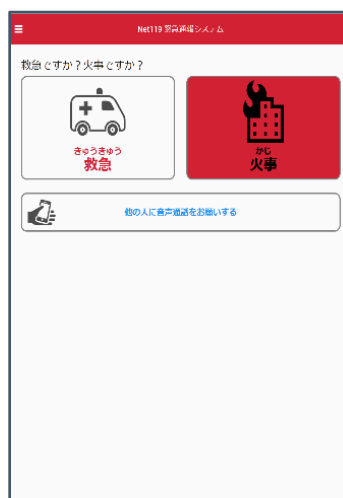 Net119 緊急通報システム
救急ですか？火事ですか？
きゅうきゅう
救急
かじ
火事
他の人に音声通話をお願いする